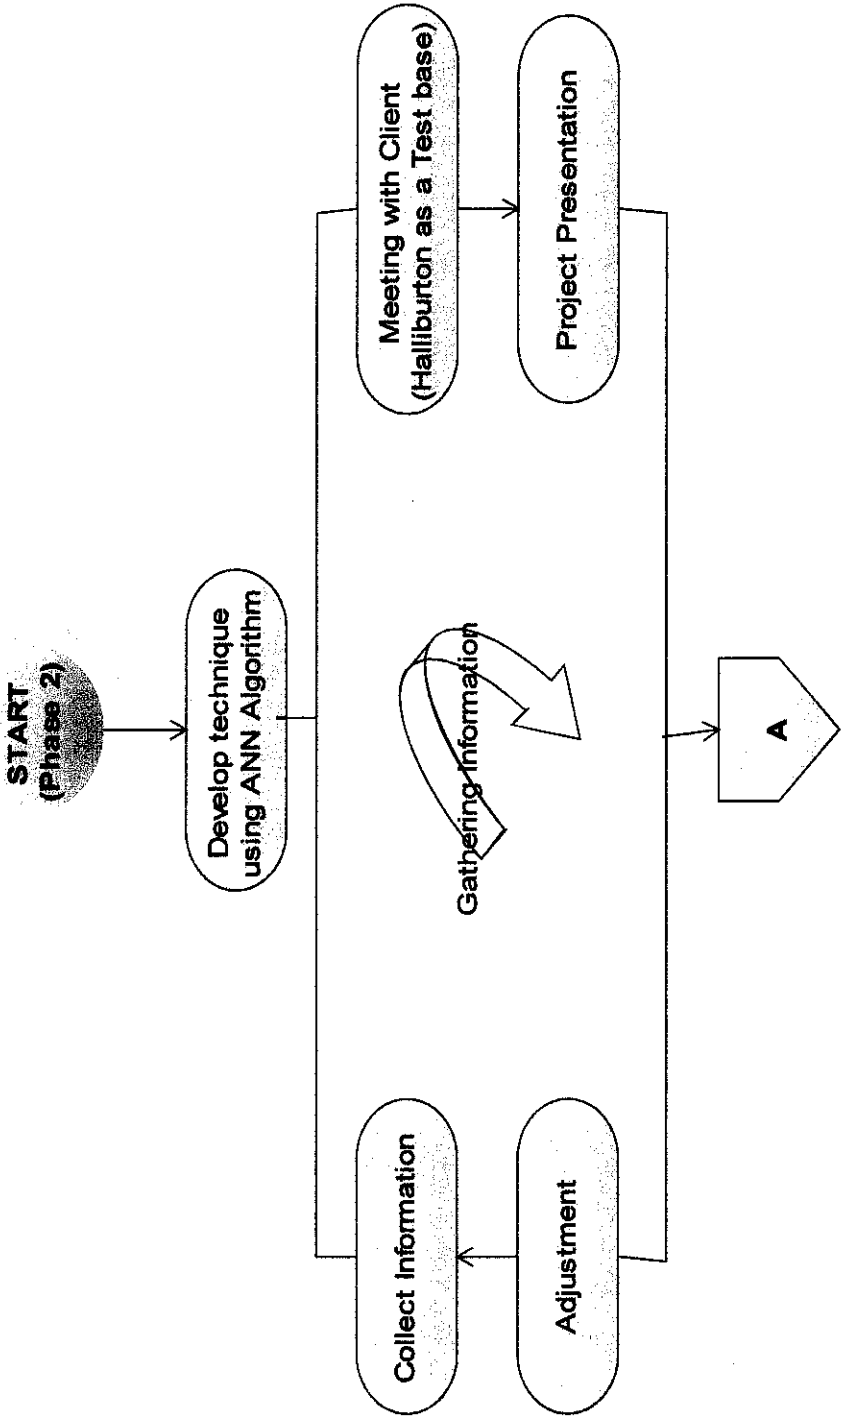 START
(Phase 2)
Develop technique
using ANN Algorithm
Collect Information
Meeting with Client
(Halliburton as a Test base)
Gathering Information
Adjustment
Project Presentation
A